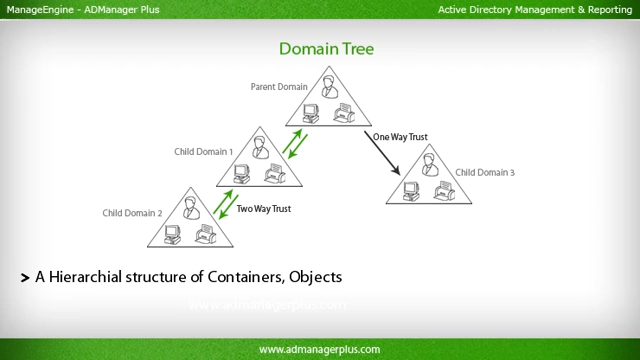 ManageEngine - ADManager Plus
Active Directory Management & Reporting
Domain Tree
Parent Domain
One Way Trust
Child Domain 1
Child Domain 3
Child Domain 2
Two Way Trust
> A Hierarchial structure of Containers, Objects
www.admanagerplus.com
www.admanagerplus.com